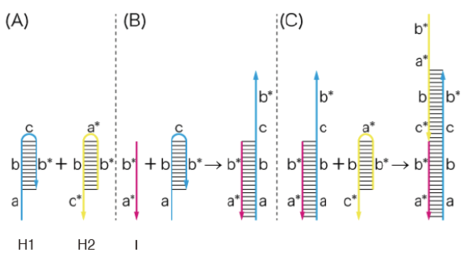 (A) (B) (C)
b*
a*
b* b* b b*
c a* c c c a* c* c
b b* + b b* b* + b b* → b* b b* b + b b* → b* b
a c* a* a a* a a* a c* a* a
H1 H2 I